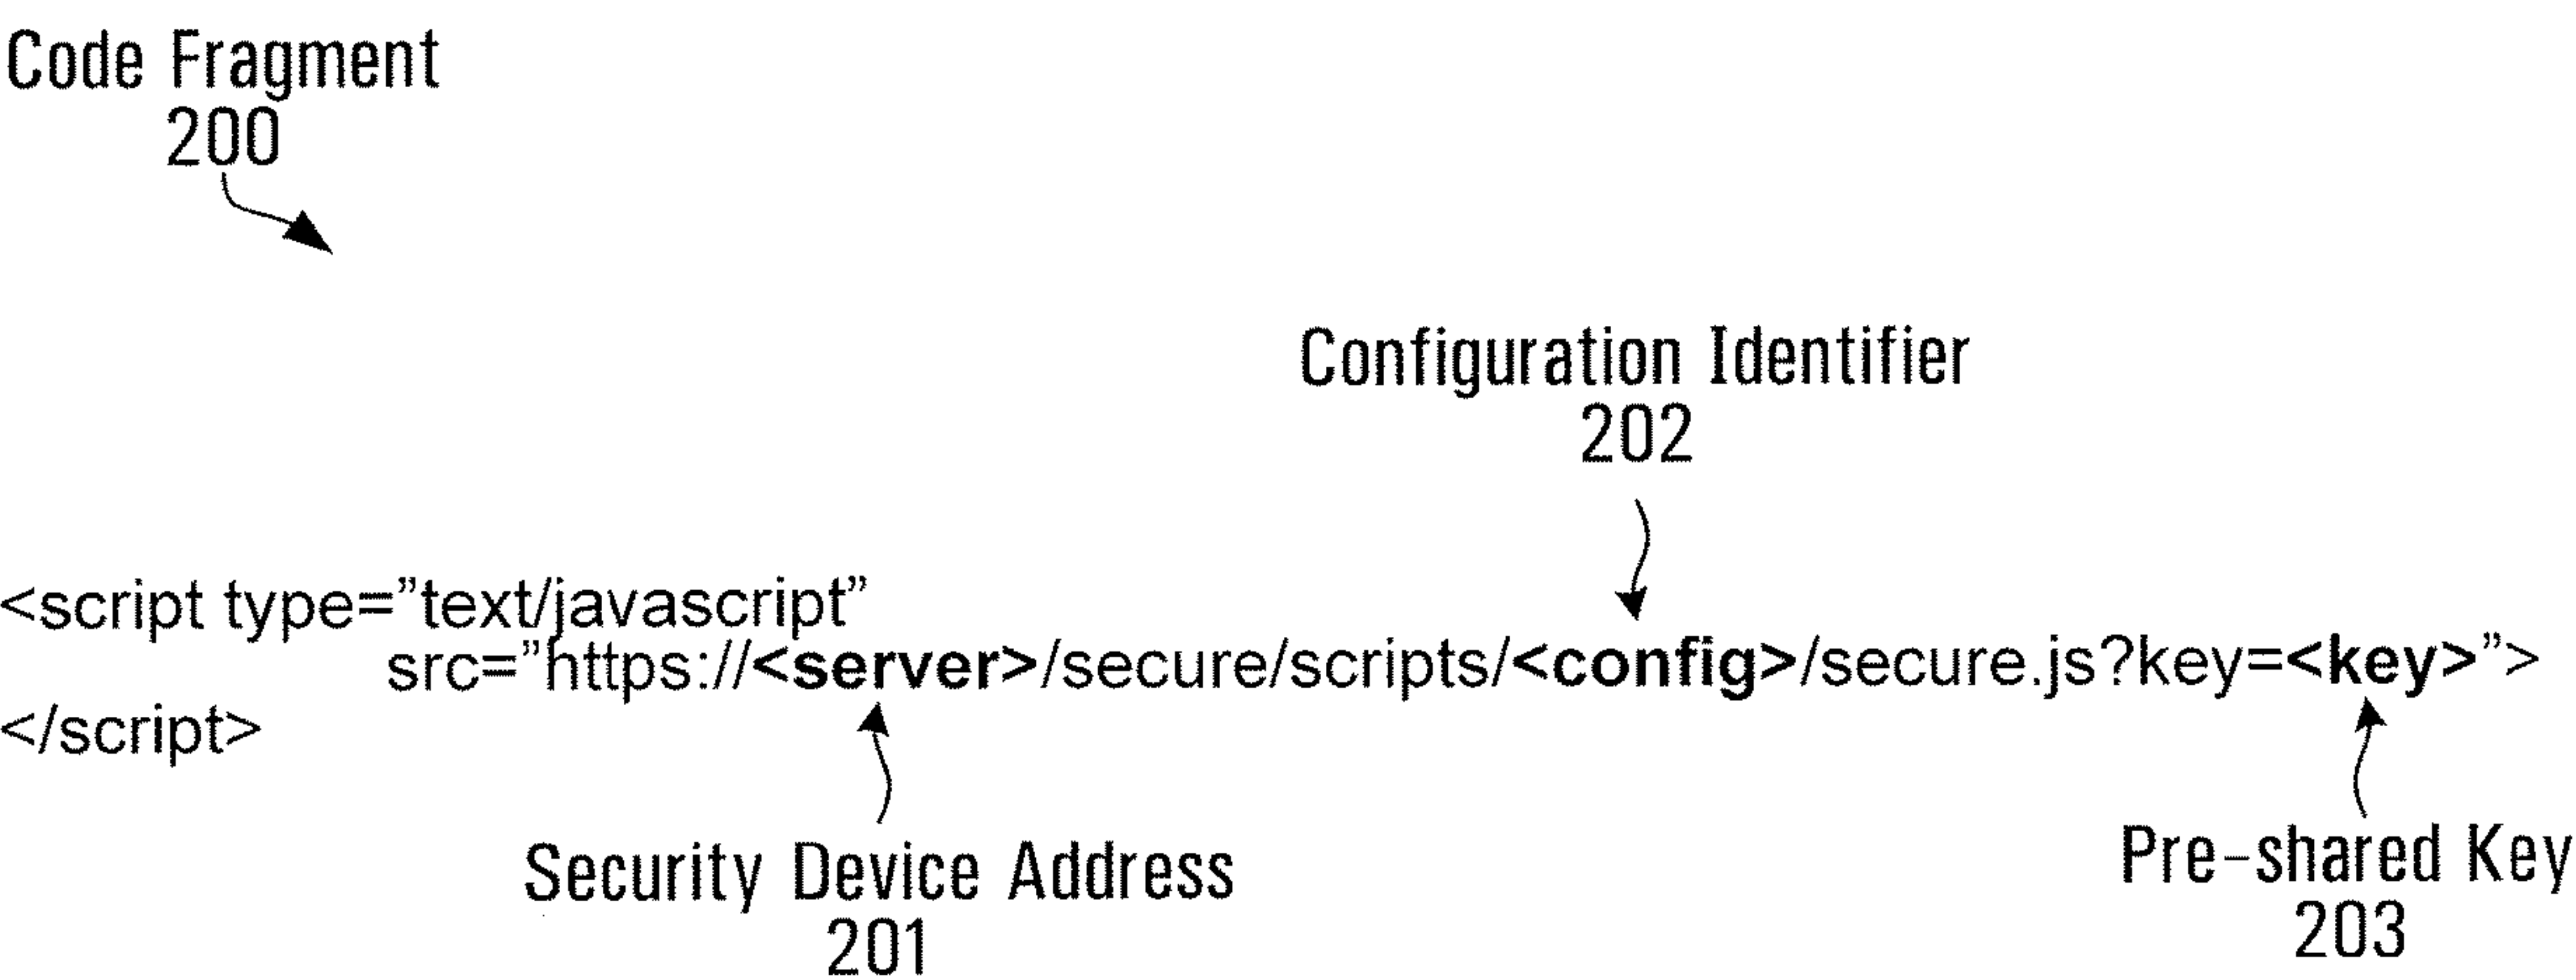 Code Fragment
200
Configuration Identifier
202
<script type=”text/javascript”
src=”https://<server>/secure/scripts/<config>/secure.js?key=<key>”>
</script>
Security Device Address
201
Pre-shared Key
203